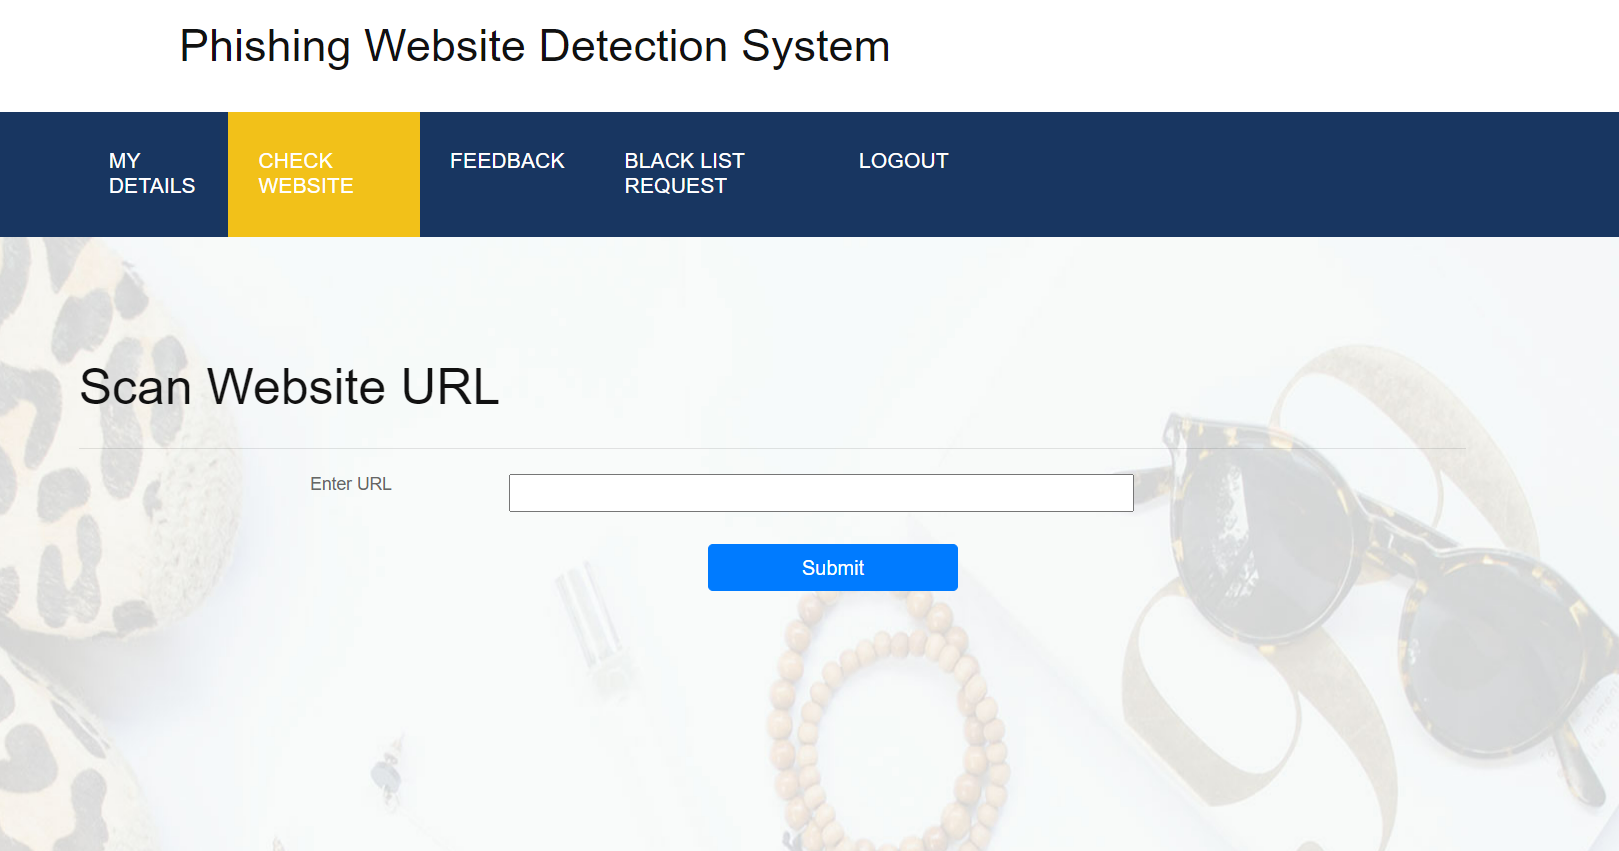 Phishing Website Detection System
MY
DETAILS
CHECK
WEBSITE
FEEDBACK
BLACK LIST
REQUEST
LOGOUT
Scan Website URL
Enter URL
Submit